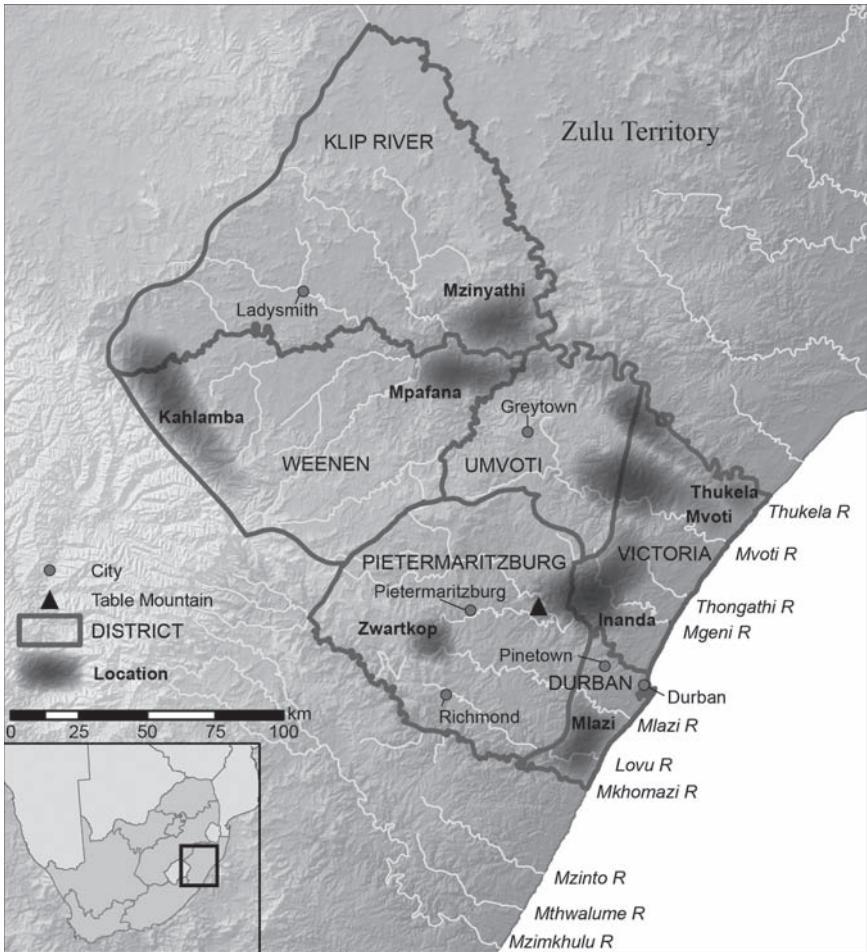 Zulu Territory
KLIP RIVER
Mzinyathi
Ladysmith
Mpafana
Kahlamba
Greytown
WEENEN
UMVOTI
Thukela
Mvoti
Thukela R
VICTORIA
Mvoti R
PIETERMARITZBURG
Pietermaritzburg
Thongathi R
Inanda
Zwartkop
Mgeni R
Pinetown
DURBAN
Durban
Richmond
Mlazi
Mlazi R
Lovu R
Mkhomazi R
Mzinto R
Mthwalume R
Mzimkhulu R
City
Table Mountain
DISTRICT
Location
km
0 25 50 75 100